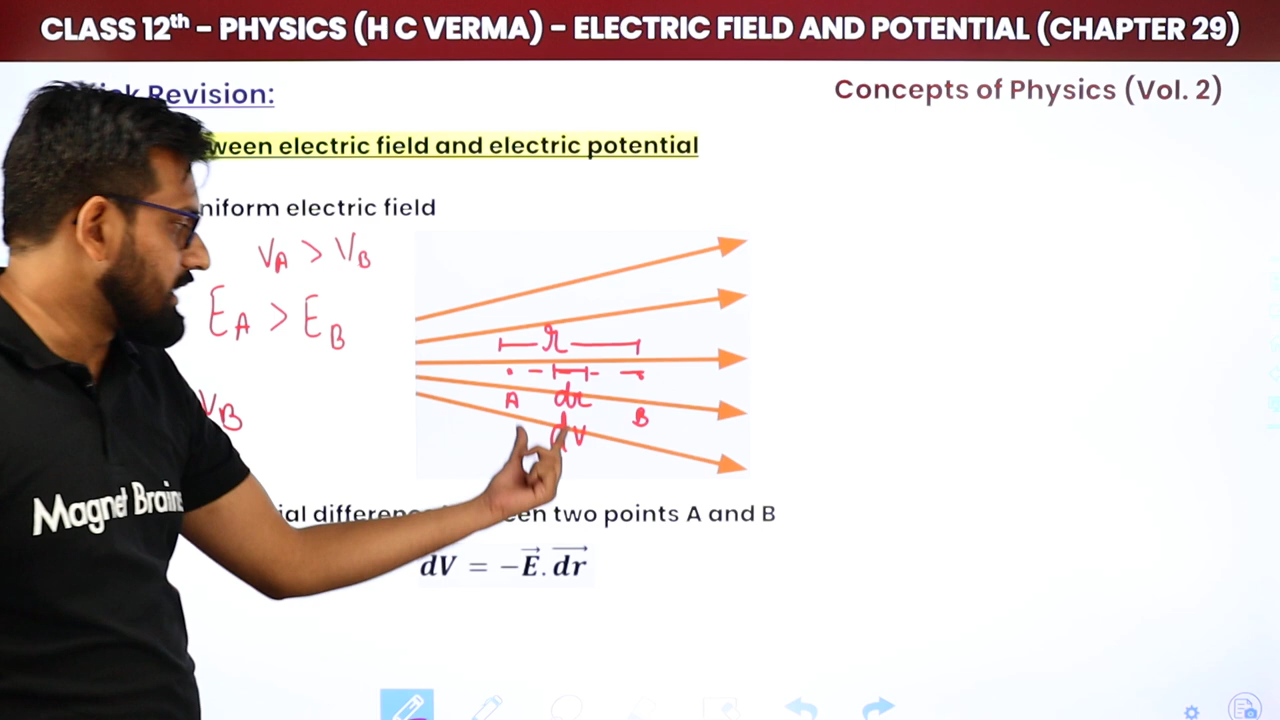 CLASS 12th - PHYSICS (H C VERMA) - ELECTRIC FIELD AND POTENTIAL (CHAPTER 29)
Revision:
Concepts of Physics (Vol. 2)
ween electric field and electric potential
niform electric field
VA > VB
EA > EB
r
A
dr
B
dV
VB
Magnet Brains
ial differen een two points A and B
dV = −E⃗. dr⃗